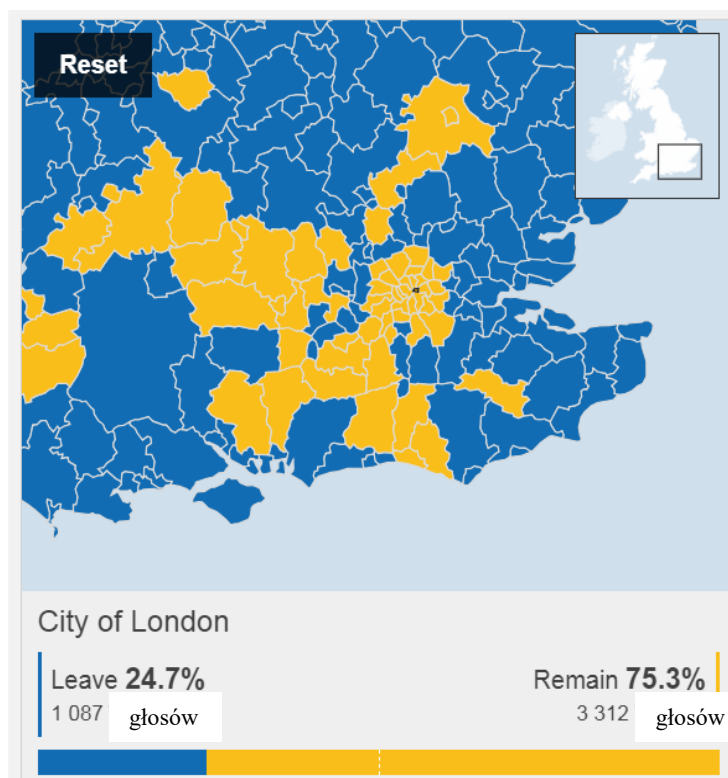 Reset
City of London
Leave 24.7%
Remain 75.3%
1 087 głosów
3 312 głosów